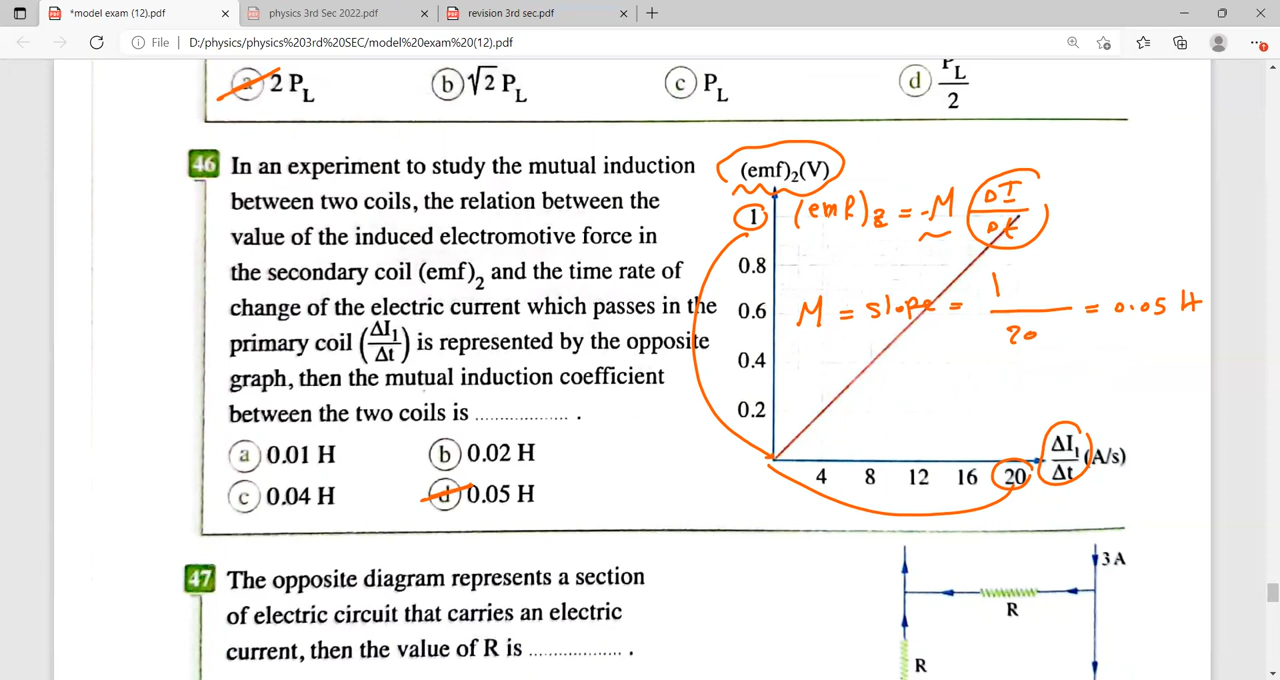 *model exam (12).pdf
physics 3rd Sec 2022.pdf
revision 3rd sec.pdf
File
D:/physics/physics%203rd%20SEC/model%20exam%20(12).pdf
a 2 P_L
b √2 P_L
c P_L
d P_L/2
46 In an experiment to study the mutual induction
between two coils, the relation between the
value of the induced electromotive force in
the secondary coil (emf)₂ and the time rate of
change of the electric current which passes in the
primary coil (ΔI₁/Δt) is represented by the opposite
graph, then the mutual induction coefficient
between the two coils is .................. .
a 0.01 H
b 0.02 H
c 0.04 H
d 0.05 H
(emf)₂(V)
1
0.8
0.6
0.4
0.2
4 8 12 16 20
ΔI₁/Δt (A/s)
(emf)₂ = -M ΔI/Δt
M = slope = 1/20 = 0.05 H
47 The opposite diagram represents a section
of electric circuit that carries an electric
current, then the value of R is .................. .
3 A
R
R